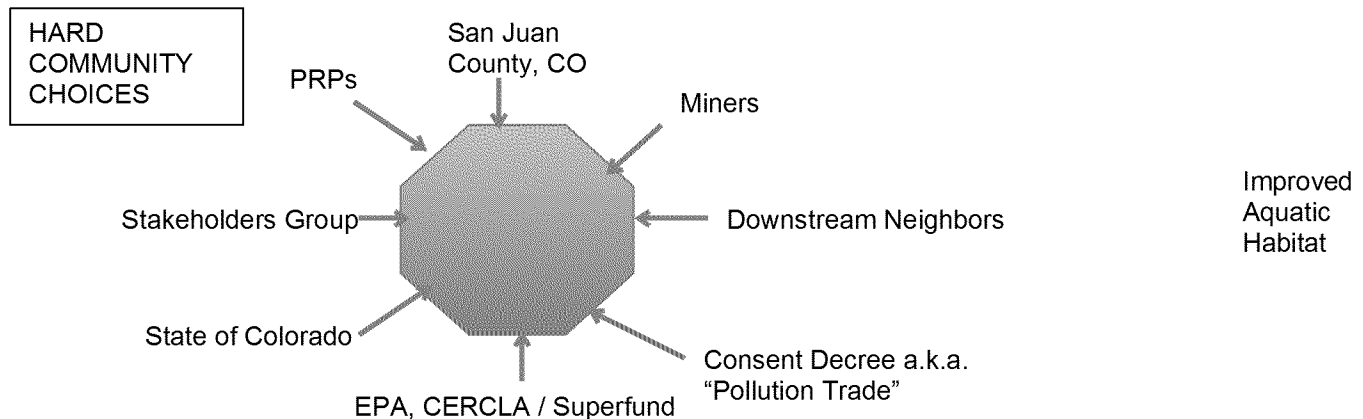 HARD
COMMUNITY
CHOICES
PRPs
San Juan
County, CO
Miners
Stakeholders Group
Downstream Neighbors
Improved
Aquatic
Habitat
State of Colorado
Consent Decree a.k.a.
“Pollution Trade”
EPA, CERCLA / Superfund